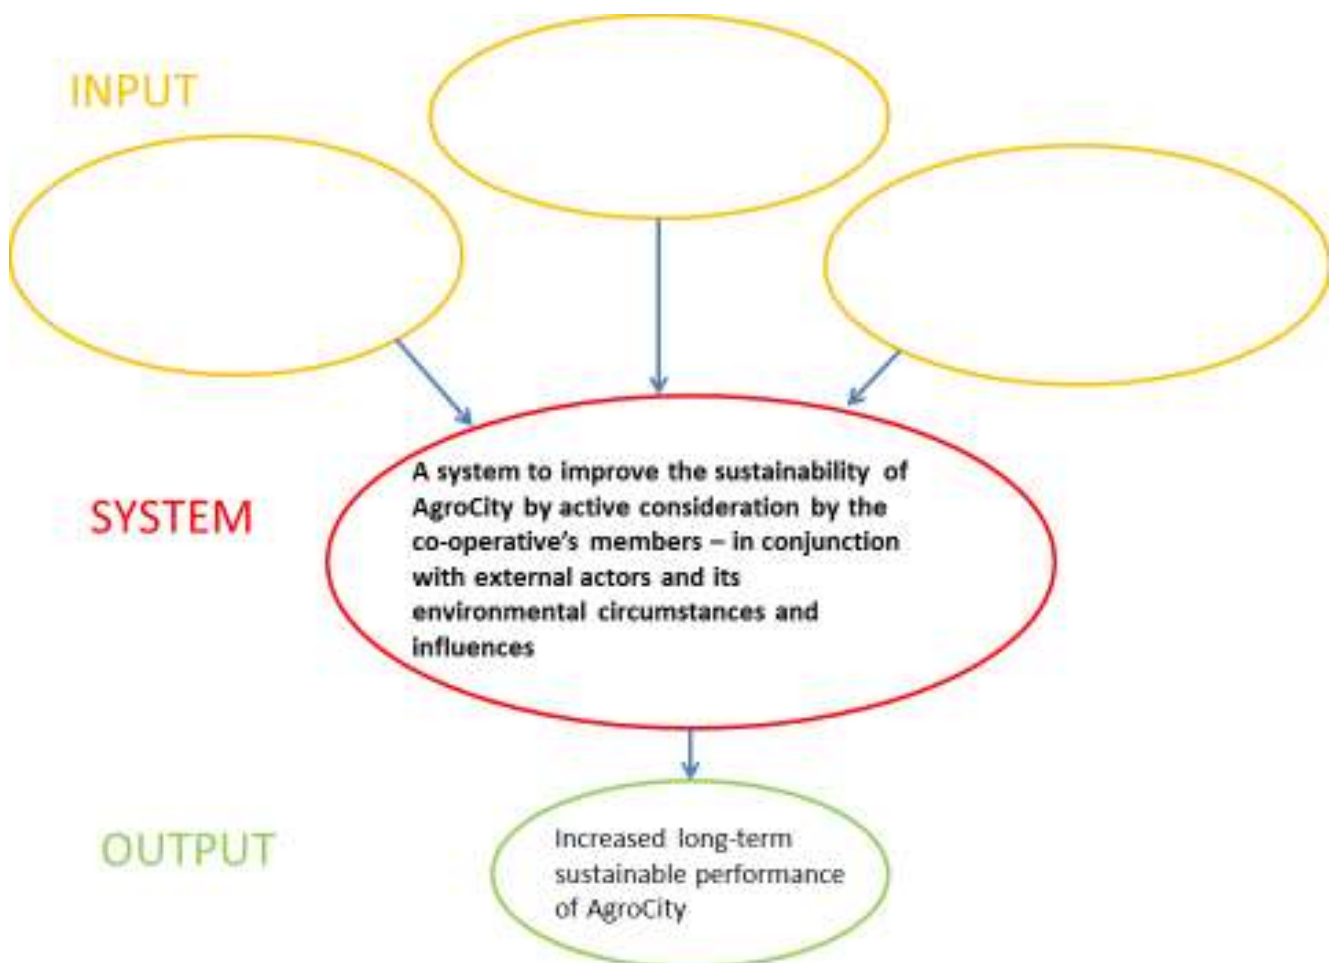 INPUT
A system to improve the sustainability of
AgroCity by active consideration by the
co-operative's members – in conjunction
with external actors and its
environmental circumstances and
influences
SYSTEM
Increased long-term
sustainable performance
of AgroCity
OUTPUT